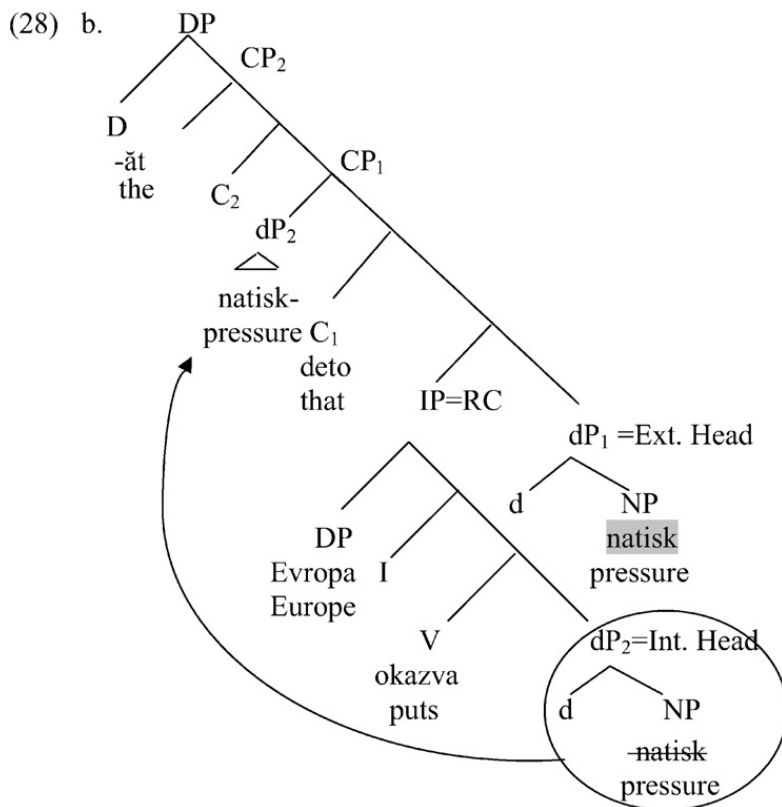 (28) b. DP
CP₂
D
-ăt
the
C₂
CP₁
dP₂
natisk-
pressure
C₁
deto
that
IP=RC
dP₁ =Ext. Head
d NP
natisk
pressure
DP
Evropa I
Europe
V
okazva
puts
dP₂=Int. Head
d NP
natisk
pressure